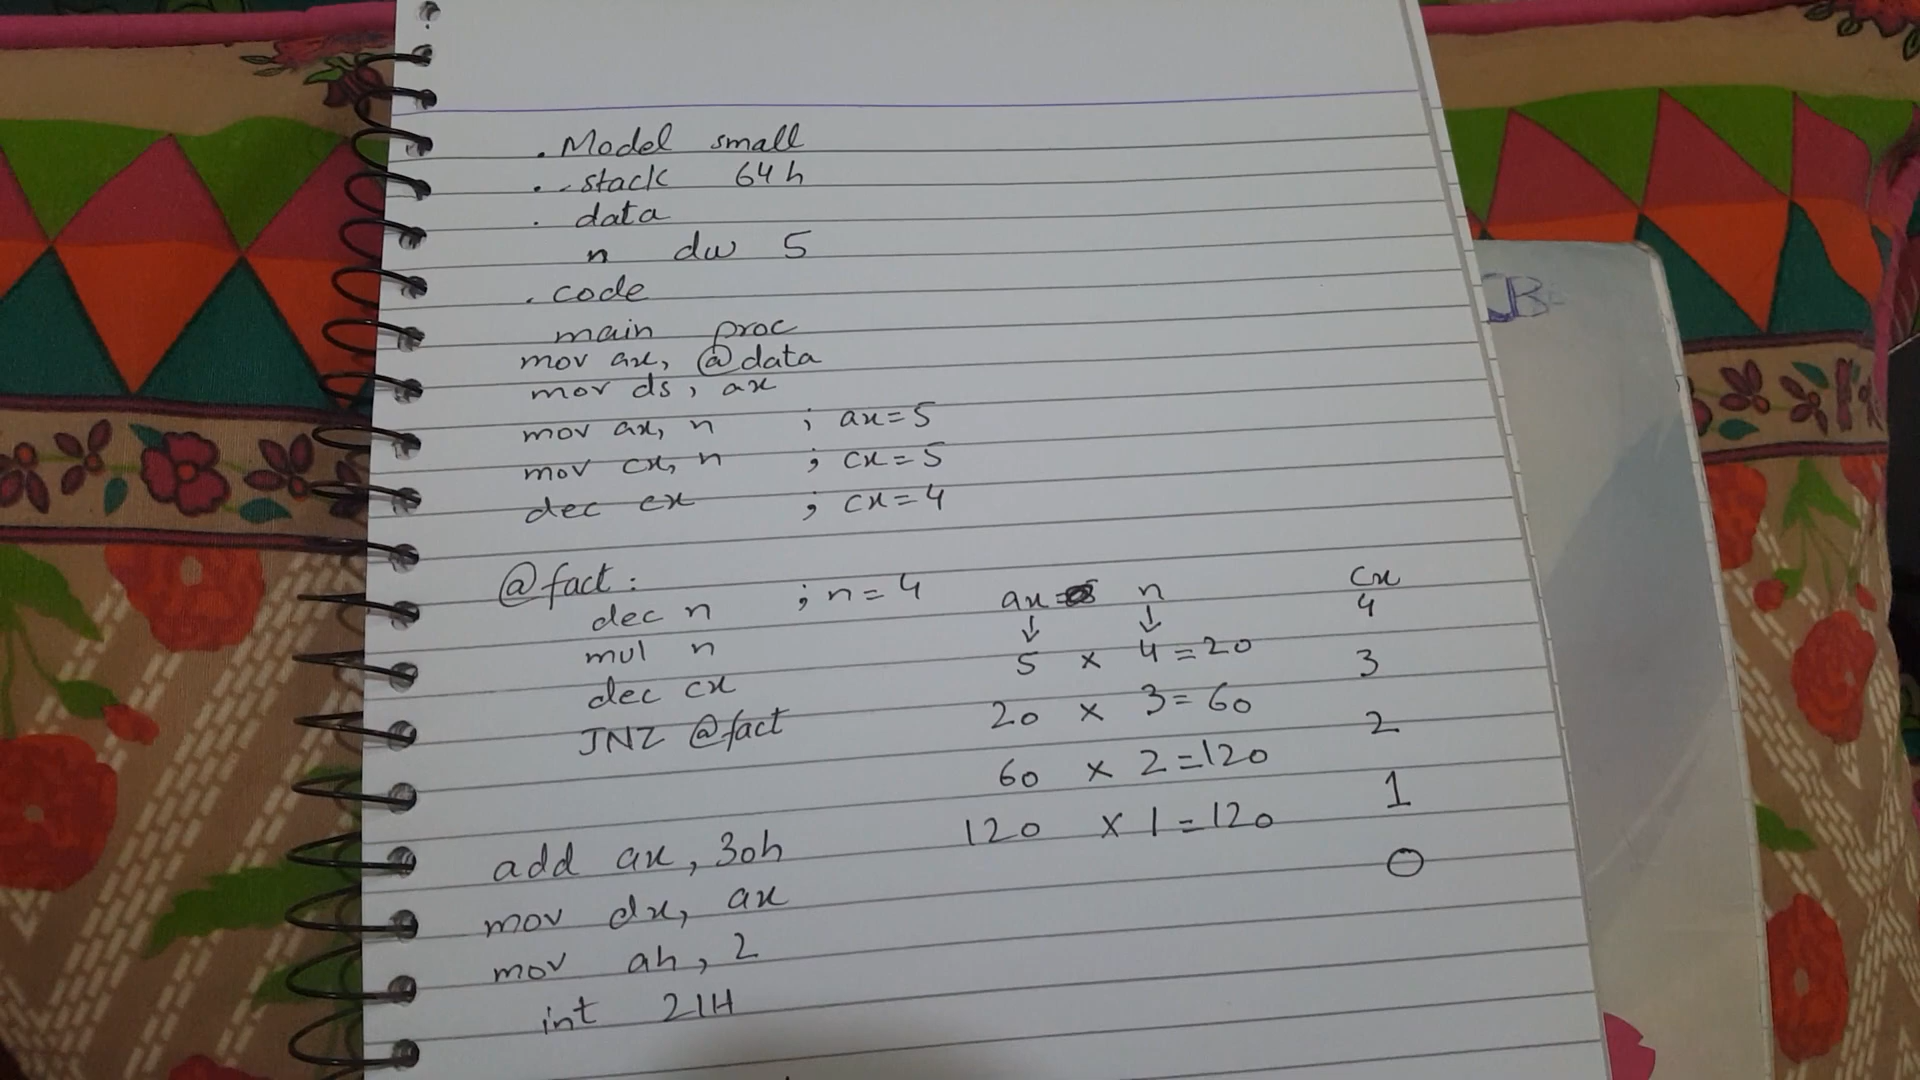 . Model small
. . stack 64h
. data
n dw 5
. code
main proc
mov ax, @data
mov ds, ax
mov ax, n ; ax=5
mov cx, n ; cx=5
dec cx ; cx=4
@fact:
dec n ; n=4
mul n
dec cx
JNZ @fact
add ax, 30h
mov dx, ax
mov ah, 2
int 21H
ax= n cx
↓ ↓ 4
5 x 4=20 3
20 x 3=60 2
60 x 2=120 1
120 x 1=120 0